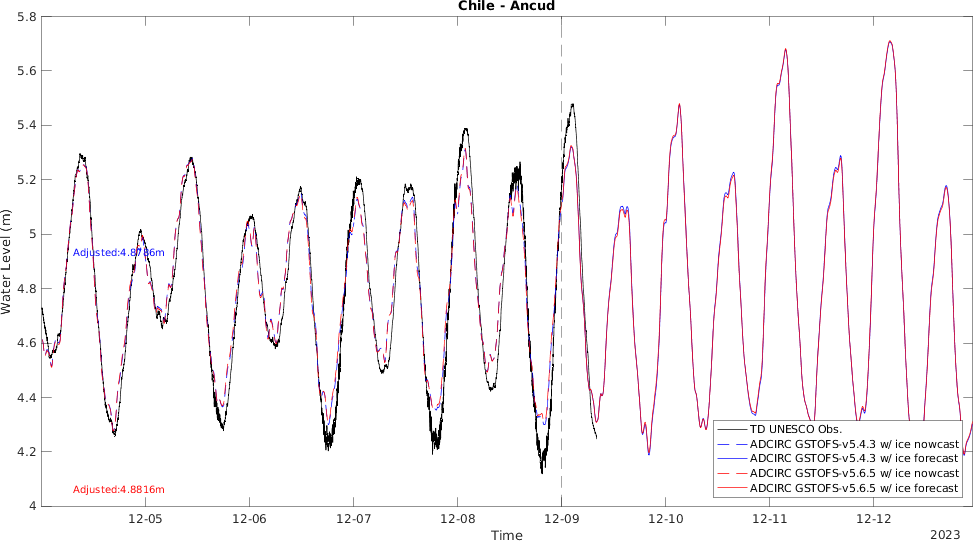 Chile - Ancud
Water Level (m)
5.8
5.6
5.4
5.2
5
4.8
4.6
4.4
4.2
4
Adjusted:4.8786m
Adjusted:4.8816m
TD UNESCO Obs.
ADCIRC GSTOFS-v5.4.3 w/ ice nowcast
ADCIRC GSTOFS-v5.4.3 w/ ice forecast
ADCIRC GSTOFS-v5.6.5 w/ ice nowcast
ADCIRC GSTOFS-v5.6.5 w/ ice forecast
12-05 12-06 12-07 12-08 12-09 12-10 12-11 12-12
Time
2023